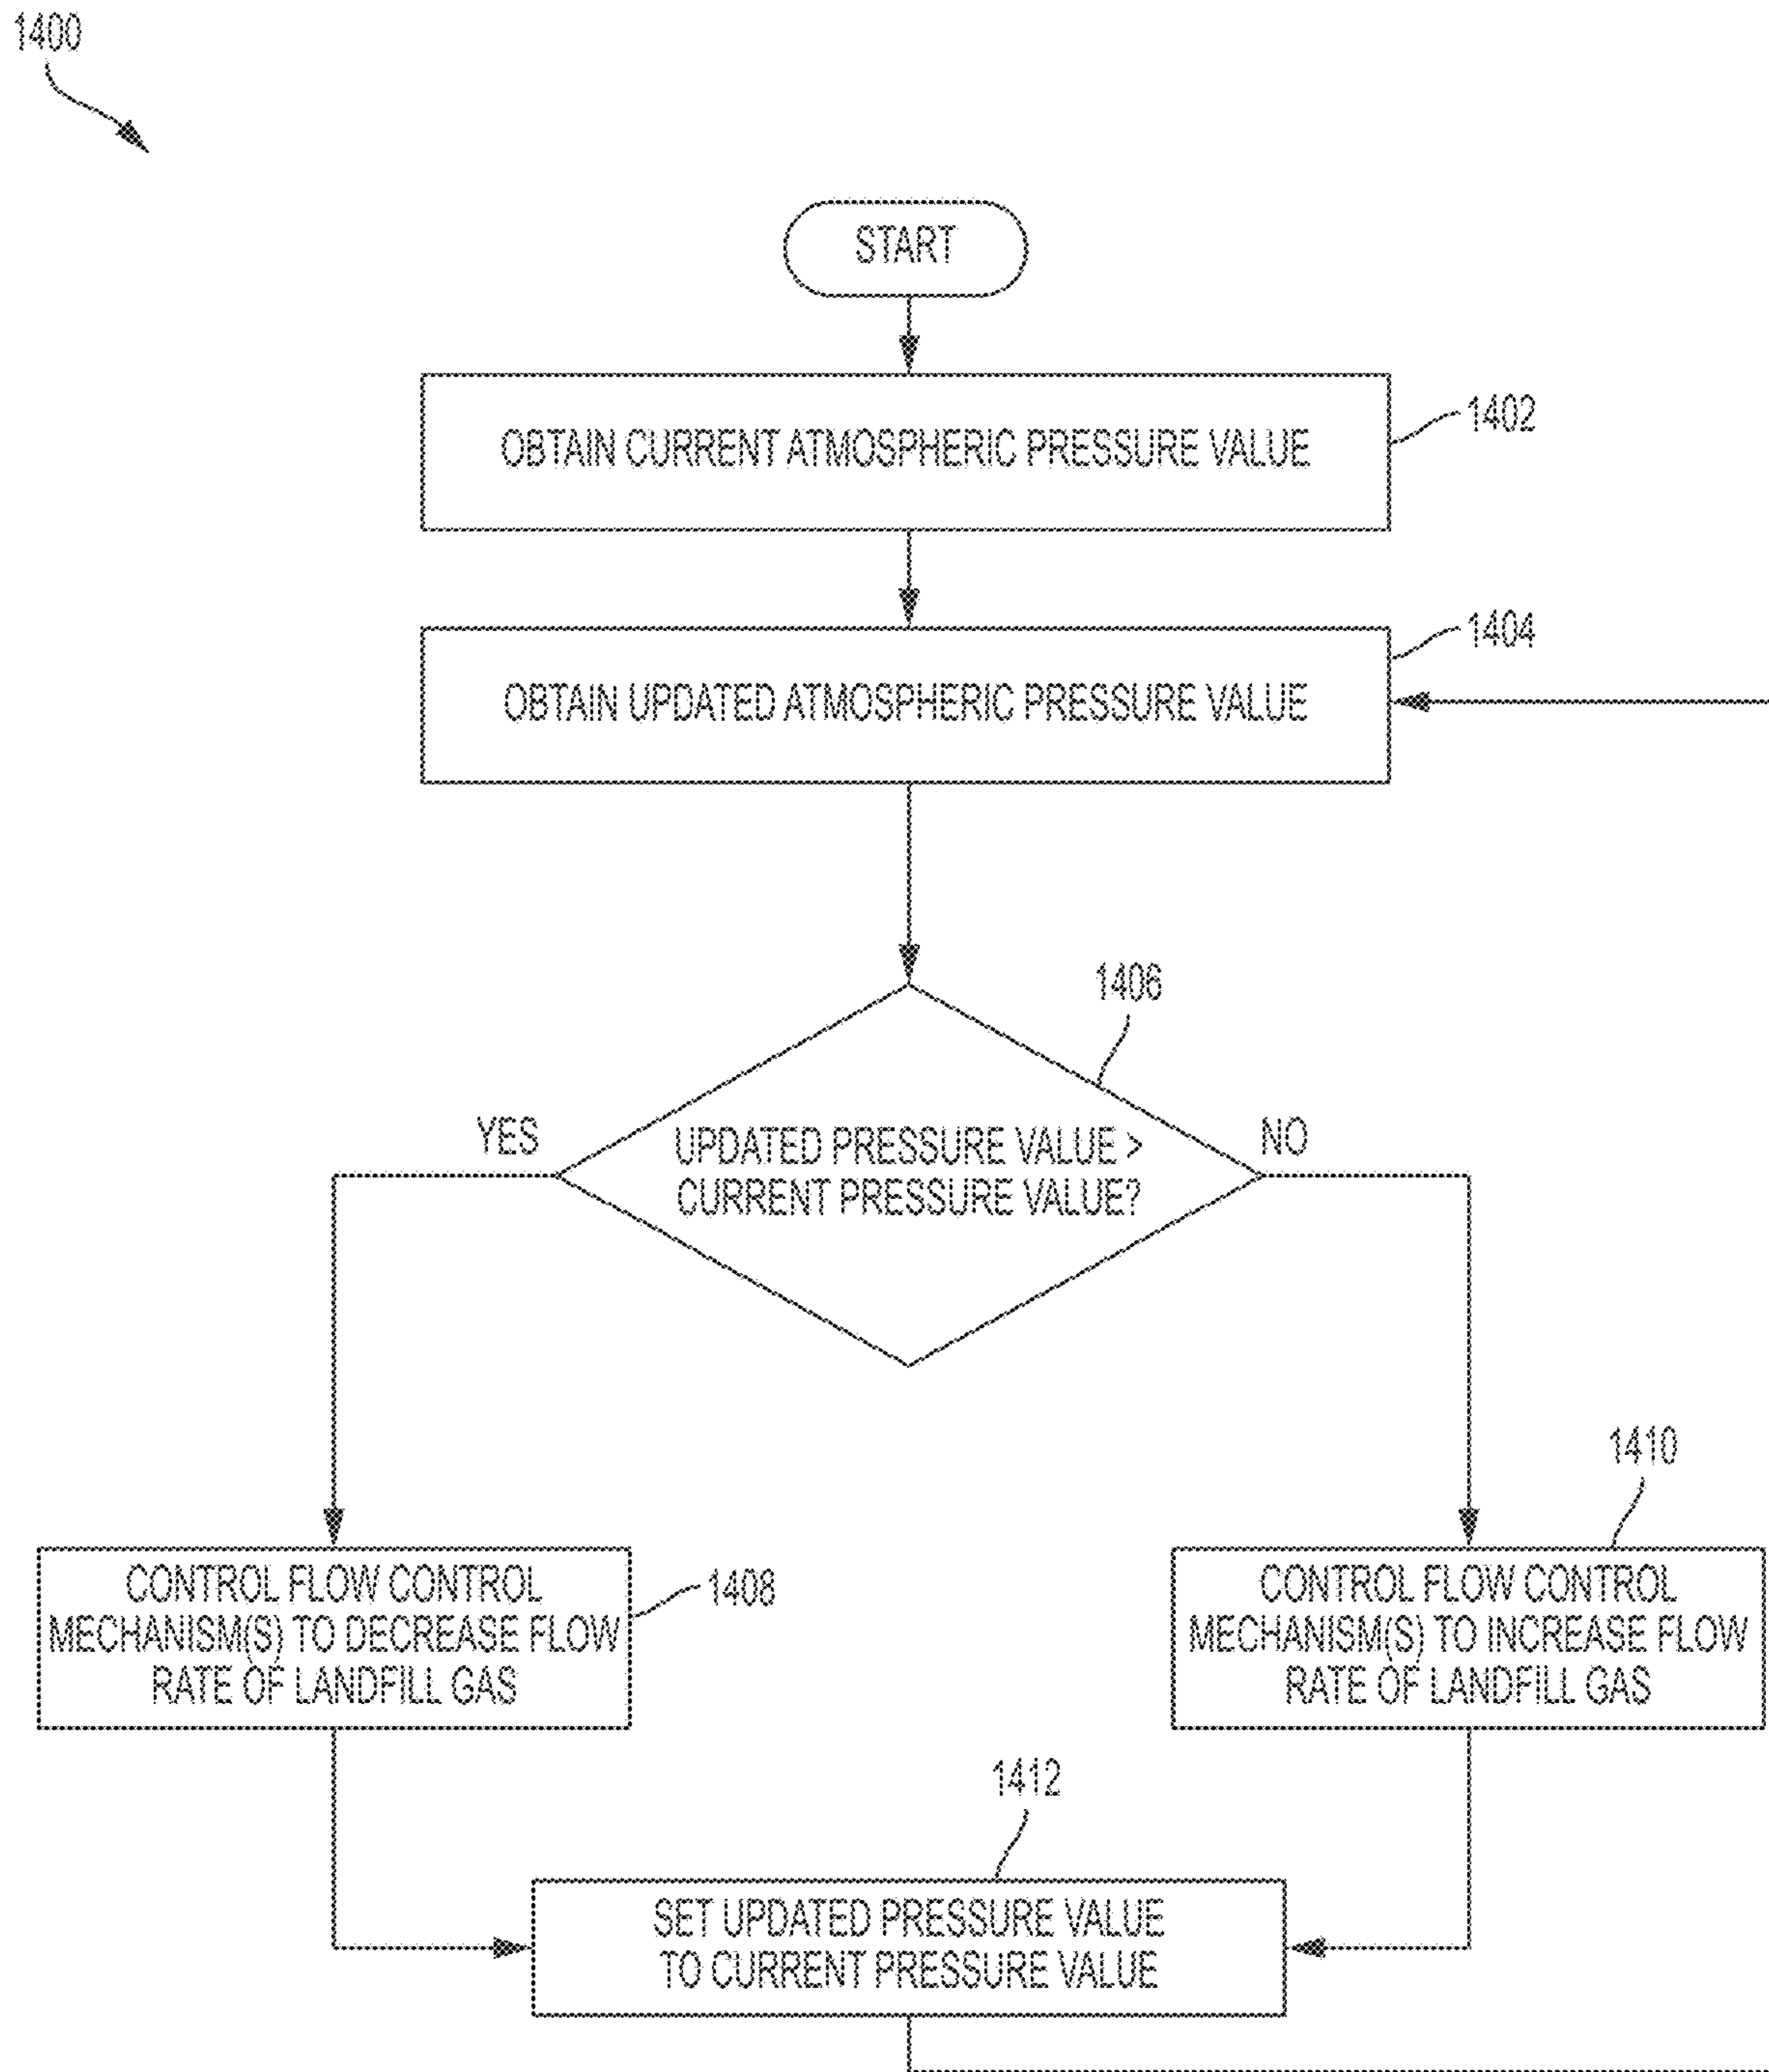 1400
START
OBTAIN CURRENT ATMOSPHERIC PRESSURE VALUE
1402
OBTAIN UPDATED ATMOSPHERIC PRESSURE VALUE
1404
1406
YES
UPDATED PRESSURE VALUE >
CURRENT PRESSURE VALUE?
NO
CONTROL FLOW CONTROL
MECHANISM(S) TO DECREASE FLOW
RATE OF LANDFILL GAS
1408
1410
CONTROL FLOW CONTROL
MECHANISM(S) TO INCREASE FLOW
RATE OF LANDFILL GAS
1412
SET UPDATED PRESSURE VALUE
TO CURRENT PRESSURE VALUE